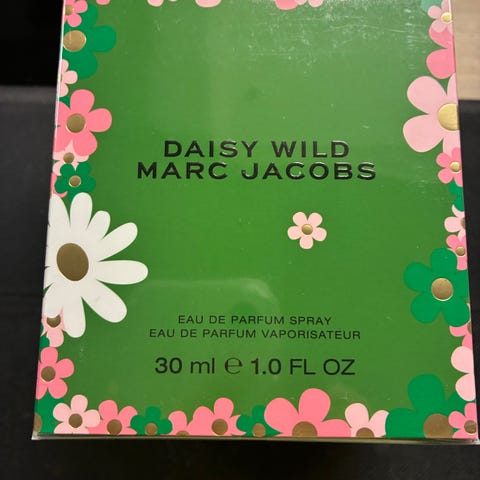 DAISY WILD
MARC JACOBS
EAU DE PARFUM SPRAY
EAU DE PARFUM VAPORISATEUR
30 ml ℮ 1.0 FL OZ